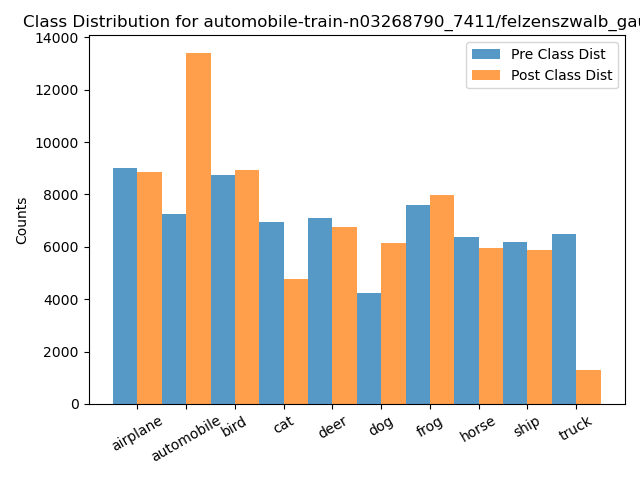 Class Distribution for automobile-train-n03268790_7411/felzenszwalb_gau
Pre Class Dist
Post Class Dist
14000
12000
10000
8000
6000
4000
2000
0
Counts
airplane
automobile
bird
cat
deer
dog
frog
horse
ship
truck